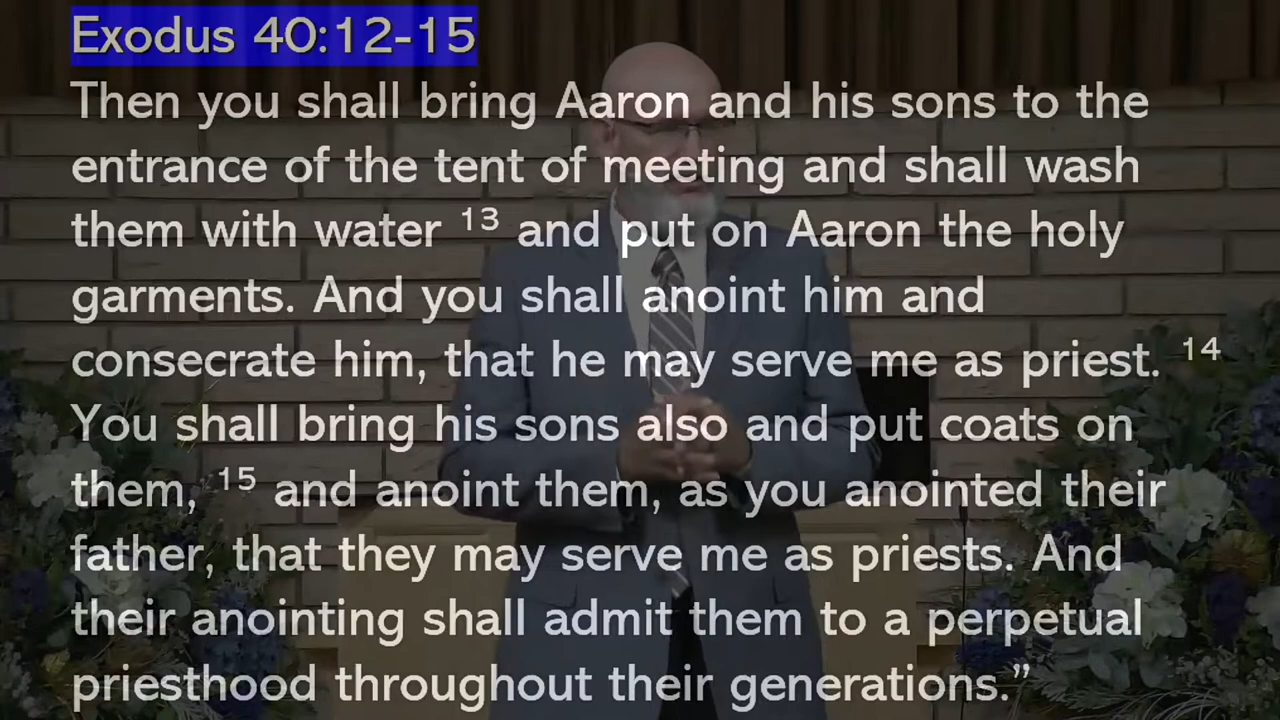 Exodus 40:12-15
Then you shall bring Aaron and his sons to the
entrance of the tent of meeting and shall wash
them with water 13 and put on Aaron the holy
garments. And you shall anoint him and
consecrate him, that he may serve me as priest. 14
You shall bring his sons also and put coats on
them, 15 and anoint them, as you anointed their
father, that they may serve me as priests. And
their anointing shall admit them to a perpetual
priesthood throughout their generations.”